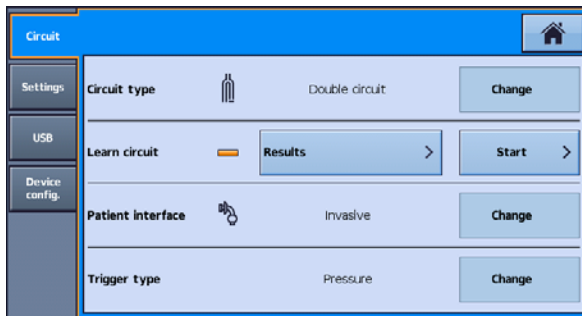 Circuit
Settings
USB
Device
config.
Circuit type Double circuit Change
Learn circuit Results Start
Patient interface Invasive Change
Trigger type Pressure Change